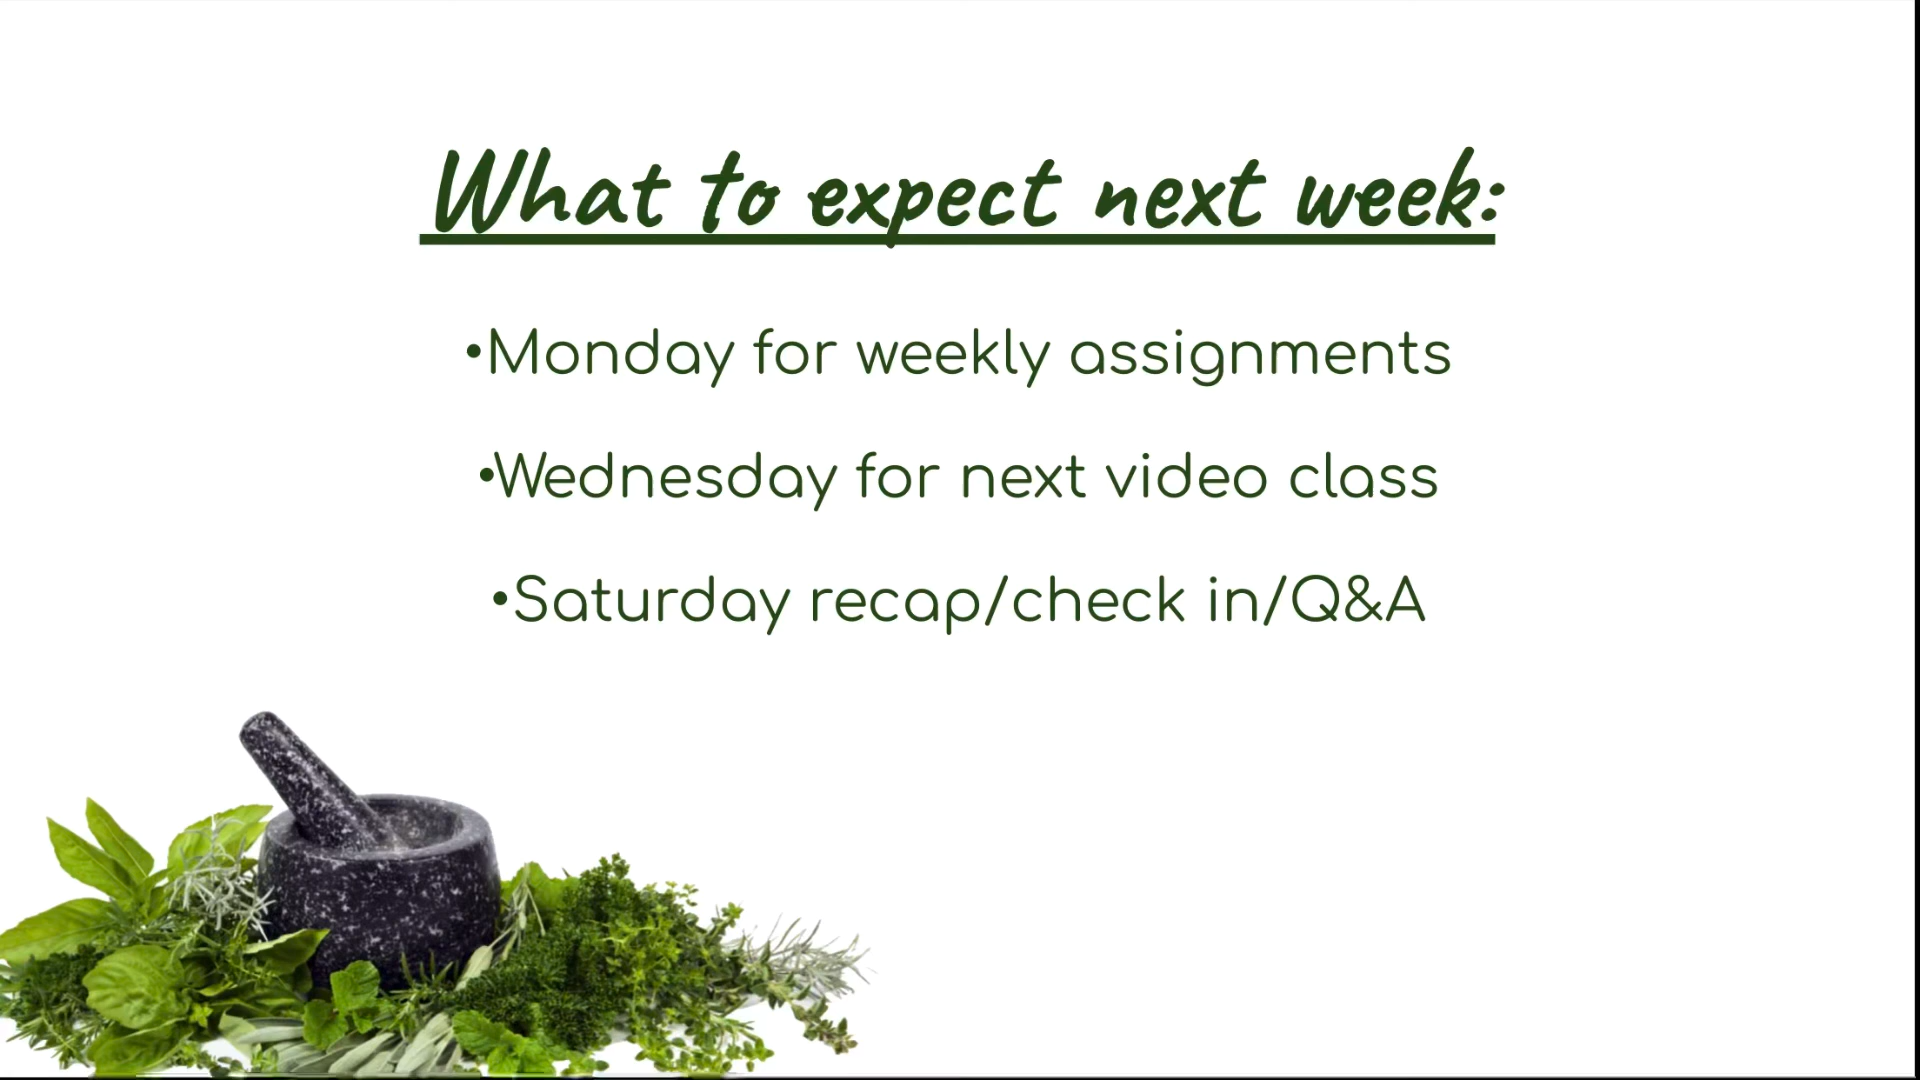 What to expect next week:
•Monday for weekly assignments
•Wednesday for next video class
•Saturday recap/check in/Q&A